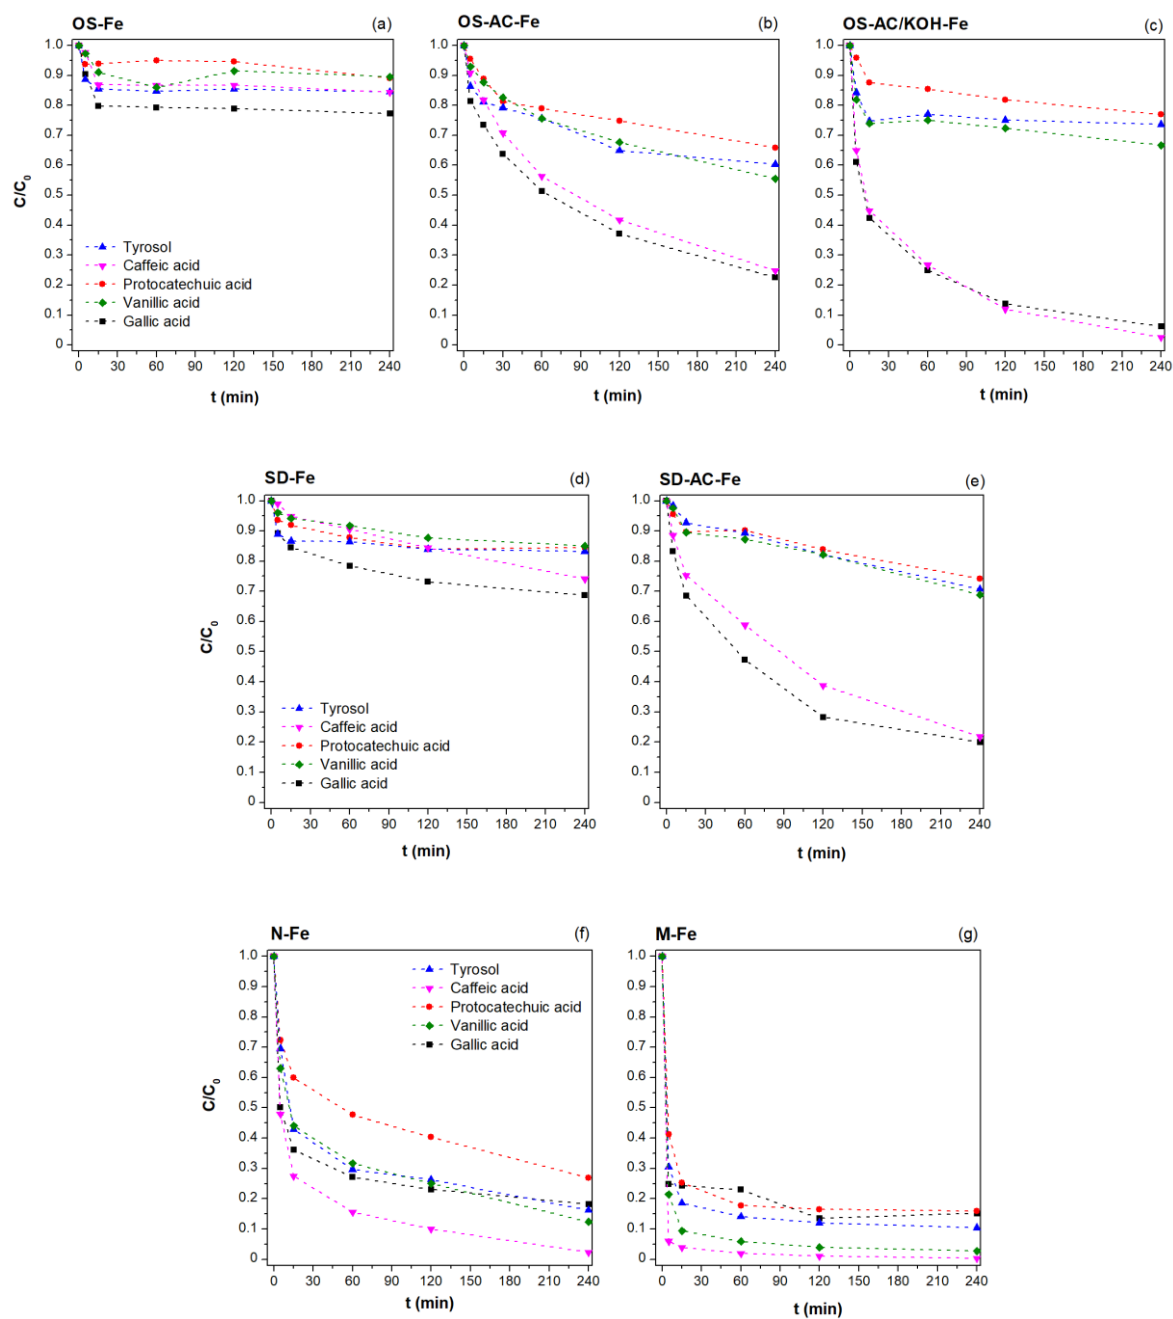 OS-Fe (a)
1.0
0.9
0.8
0.7
0.6
0.5
0.4
0.3
0.2
0.1
0
C/C0
Tyrosol
Caffeic acid
Protocatechuic acid
Vanillic acid
Gallic acid
0 30 60 90 120 150 180 210 240
t (min)
OS-AC-Fe (b)
1.0
0.9
0.8
0.7
0.6
0.5
0.4
0.3
0.2
0.1
0
0 30 60 90 120 150 180 210 240
t (min)
OS-AC/KOH-Fe (c)
1.0
0.9
0.8
0.7
0.6
0.5
0.4
0.3
0.2
0.1
0
0 30 60 90 120 150 180 210 240
t (min)
SD-Fe (d)
1.0
0.9
0.8
0.7
0.6
0.5
0.4
0.3
0.2
0.1
0
C/C0
Tyrosol
Caffeic acid
Protocatechuic acid
Vanillic acid
Gallic acid
0 30 60 90 120 150 180 210 240
t (min)
SD-AC-Fe (e)
1.0
0.9
0.8
0.7
0.6
0.5
0.4
0.3
0.2
0.1
0
0 30 60 90 120 150 180 210 240
t (min)
N-Fe (f)
1.0
0.9
0.8
0.7
0.6
0.5
0.4
0.3
0.2
0.1
0
C/C0
Tyrosol
Caffeic acid
Protocatechuic acid
Vanillic acid
Gallic acid
0 30 60 90 120 150 180 210 240
t (min)
M-Fe (g)
1.0
0.9
0.8
0.7
0.6
0.5
0.4
0.3
0.2
0.1
0
0 30 60 90 120 150 180 210 240
t (min)